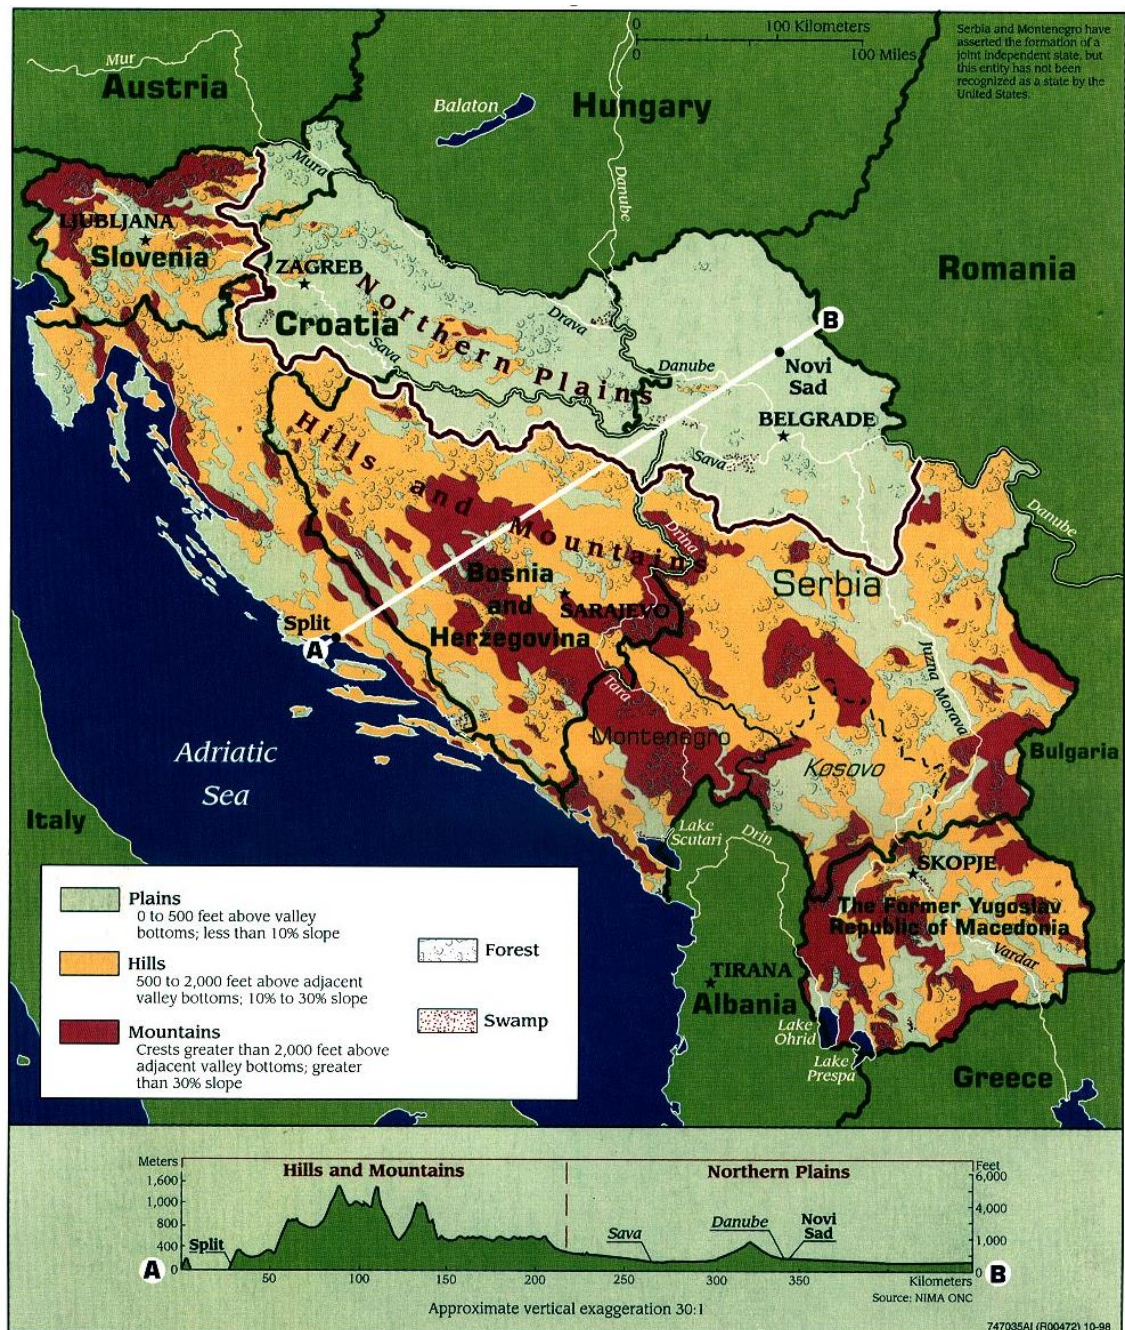 0 100 Kilometers
0 100 Miles
Serbia and Montenegro have
asserted the formation of a
joint independent state, but
this entity has not been
recognized as a state by the
United States.
Mur
Austria
Balaton
Hungary
Danube
Mura
LJUBLJANA
Slovenia
ZAGREB
Croatia
Northern Plains
Drava
Sava
Romania
B
Danube
Novi
Sad
BELGRADE
Sava
Hills and Mountains
Drina
Danube
Bosnia
and
Herzegovina
SARAJEVO
Serbia
Split
A
Juzna Morava
Tara
Montenegro
Kosovo
Bulgaria
Adriatic
Sea
Italy
Lake
Scutari
Drin
SKOPJE
The Former Yugoslav
Republic of Macedonia
Vardar
TIRANA
Albania
Lake
Ohrid
Lake
Prespa
Greece
Plains
0 to 500 feet above valley
bottoms; less than 10% slope
Hills
500 to 2,000 feet above adjacent
valley bottoms; 10% to 30% slope
Mountains
Crests greater than 2,000 feet above
adjacent valley bottoms; greater
than 30% slope
Forest
Swamp
Meters
Hills and Mountains
Northern Plains
Feet
1,600
1,000
800
400
0
6,000
4,000
1,000
0
Split
Sava
Danube
Novi
Sad
A
B
50 100 150 200 250 300 350 Kilometers
Source: NIMA ONC
Approximate vertical exaggeration 30:1
747035AI (R00472) 10-98